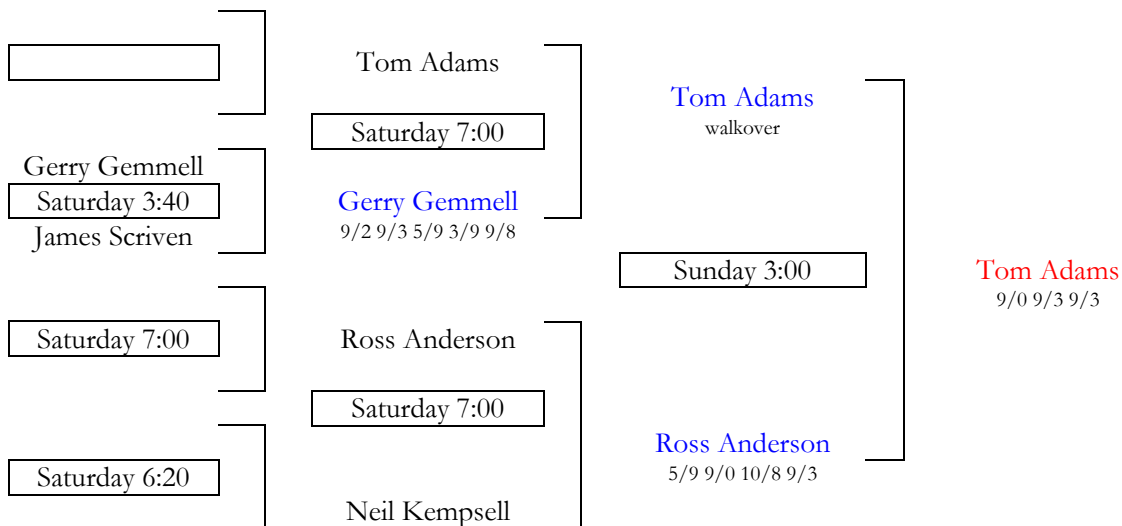 Tom Adams
Tom Adams
Saturday 7:00
walkover
Gerry Gemmell
Saturday 3:40
Gerry Gemmell
James Scriven
9/2 9/3 5/9 3/9 9/8
Sunday 3:00
Tom Adams
9/0 9/3 9/3
Saturday 7:00
Ross Anderson
Saturday 7:00
Ross Anderson
Saturday 6:20
5/9 9/0 10/8 9/3
Neil Kempsell